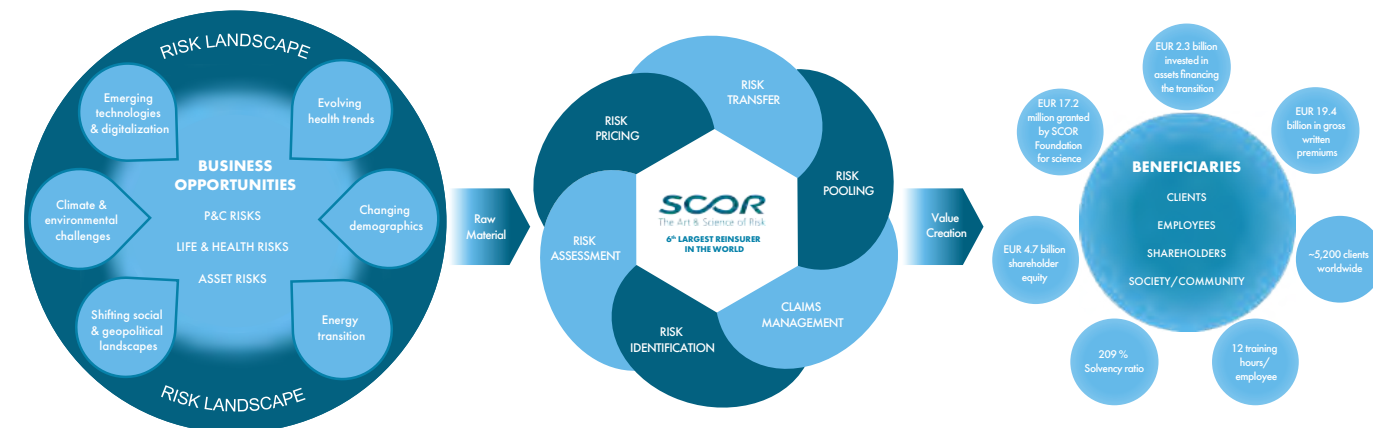 RISK LANDSCAPE
Emerging
technologies
& digitalization
Evolving
health trends
BUSINESS
OPPORTUNITIES
P&C RISKS
LIFE & HEALTH RISKS
ASSET RISKS
Climate &
environmental
challenges
Changing
demographics
Shifting social
& geopolitical
landscapes
Energy
transition
RISK LANDSCAPE
Raw
Material
RISK
TRANSFER
RISK
PRICING
RISK
POOLING
RISK
ASSESSMENT
SCOR
The Art & Science of Risk
6th LARGEST REINSURER
IN THE WORLD
CLAIMS
MANAGEMENT
RISK
IDENTIFICATION
Value
Creation
EUR 2.3 billion
invested in
assets financing
the transition
EUR 17.2
million granted
by SCOR
Foundation
for science
EUR 19.4
billion in gross
written
premiums
BENEFICIARIES
CLIENTS
EMPLOYEES
SHAREHOLDERS
SOCIETY/COMMUNITY
EUR 4.7 billion
shareholder
equity
~5,200 clients
worldwide
209 %
Solvency ratio
12 training
hours/
employee